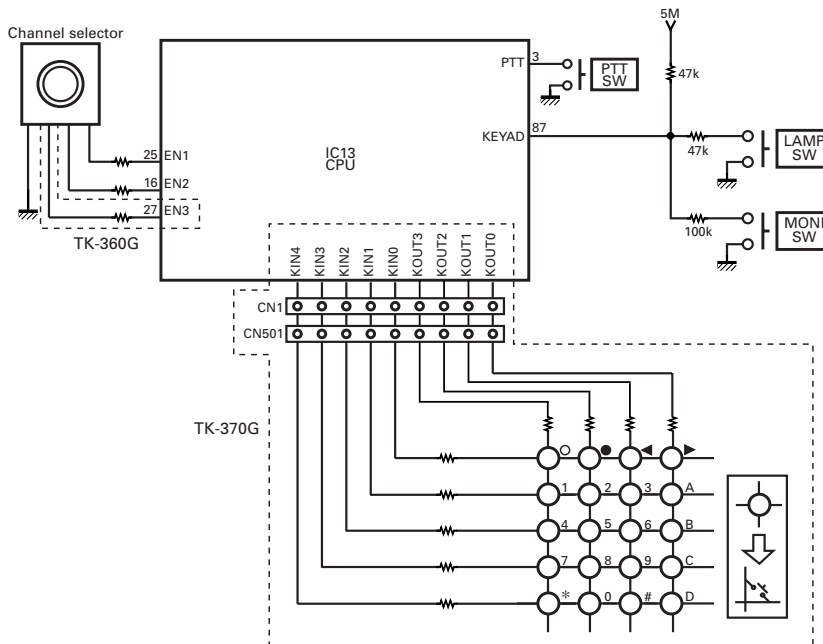 5M
Channel selector
PTT
3
PTT
SW
47k
KEYAD
87
25 EN1
IC13
CPU
47k
LAMP
SW
16 EN2
27 EN3
100k
MONI
SW
TK-360G
KIN4
KIN3
KIN2
KIN1
KIN0
KOUT3
KOUT2
KOUT1
KOUT0
CN1
CN501
TK-370G
1 2 3 A
4 5 6 B
7 8 9 C
* 0 # D